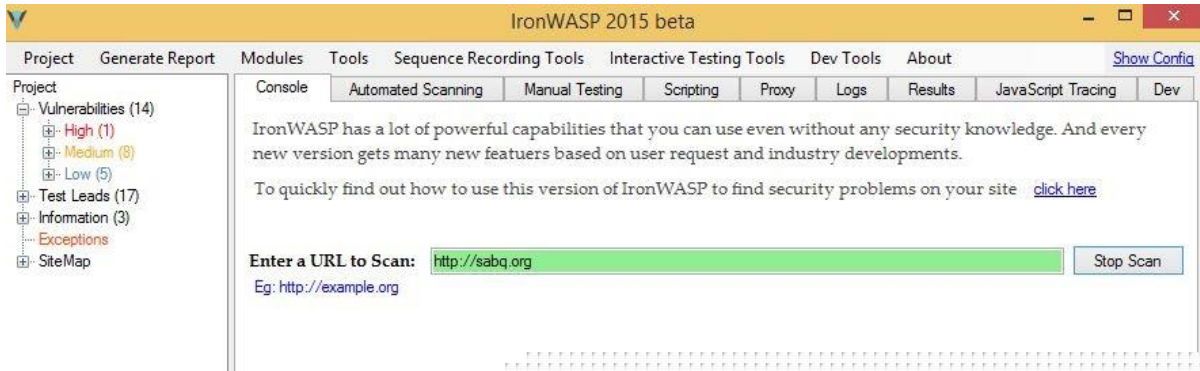 IronWASP 2015 beta
Project Generate Report Modules Tools Sequence Recording Tools Interactive Testing Tools Dev Tools About Show Config
Project
Vulnerabilities (14)
High (1)
Medium (8)
Low (5)
Test Leads (17)
Information (3)
Exceptions
SiteMap
Console Automated Scanning Manual Testing Scripting Proxy Logs Results JavaScript Tracing Dev
IronWASP has a lot of powerful capabilities that you can use even without any security knowledge. And every
new version gets many new featuers based on user request and industry developments.
To quickly find out how to use this version of IronWASP to find security problems on your site click here
Enter a URL to Scan: http://sabq.org Stop Scan
Eg: http://example.org